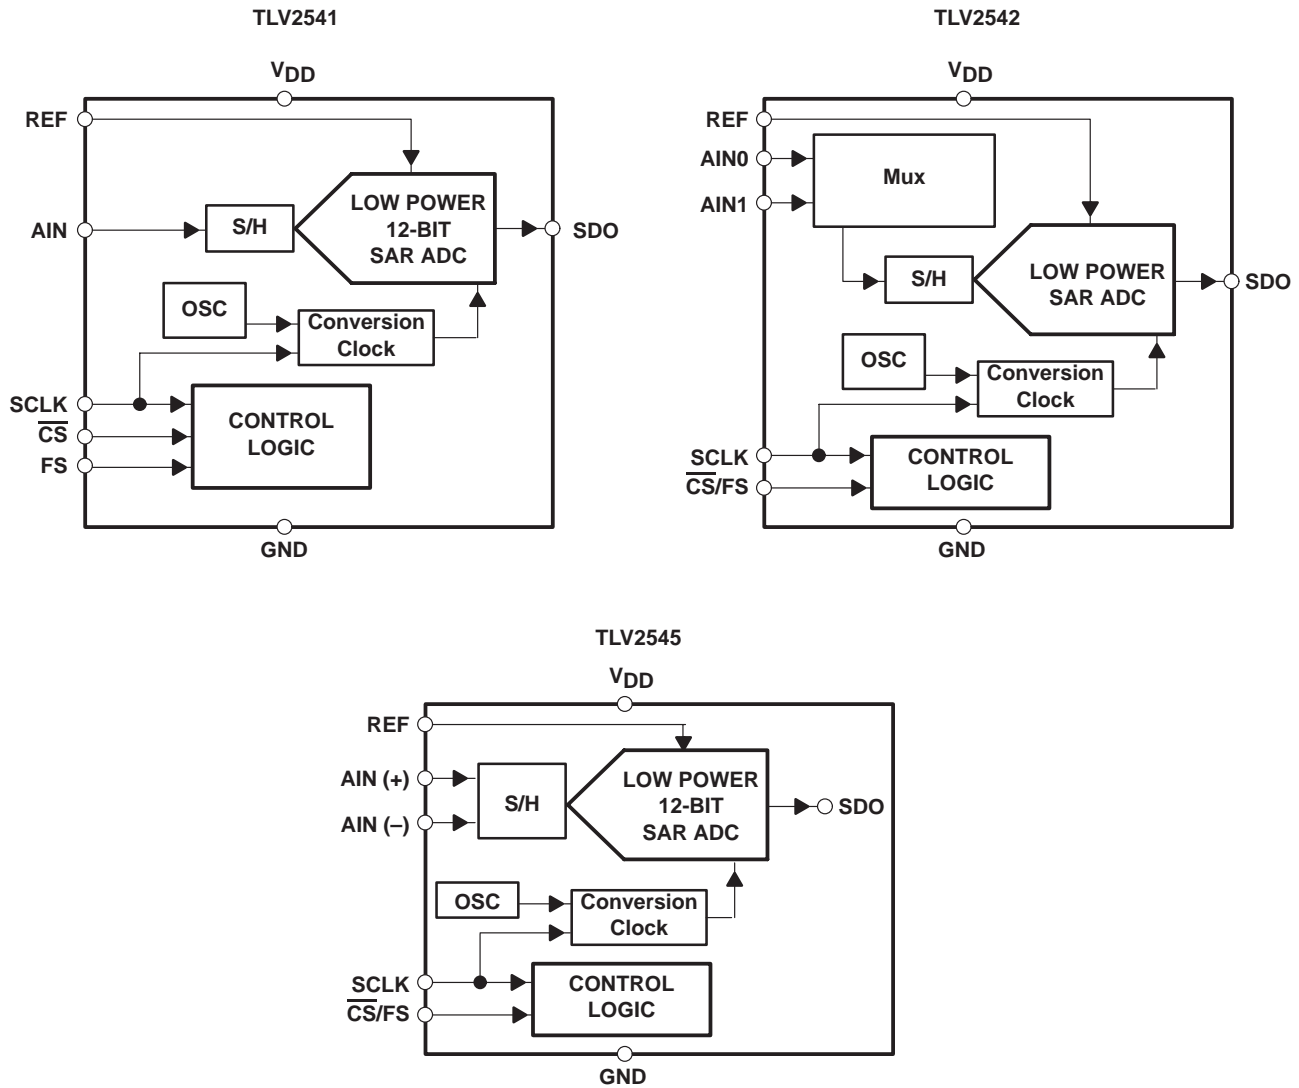 TLV2541
VDD
REF
AIN
S/H
LOW POWER
12-BIT
SAR ADC
SDO
OSC
Conversion
Clock
SCLK
CS
FS
CONTROL
LOGIC
GND
TLV2542
VDD
REF
AIN0
AIN1
Mux
S/H
LOW POWER
SAR ADC
SDO
OSC
Conversion
Clock
SCLK
CS/FS
CONTROL
LOGIC
GND
TLV2545
VDD
REF
AIN (+)
AIN (–)
S/H
LOW POWER
12-BIT
SAR ADC
SDO
OSC
Conversion
Clock
SCLK
CS/FS
CONTROL
LOGIC
GND